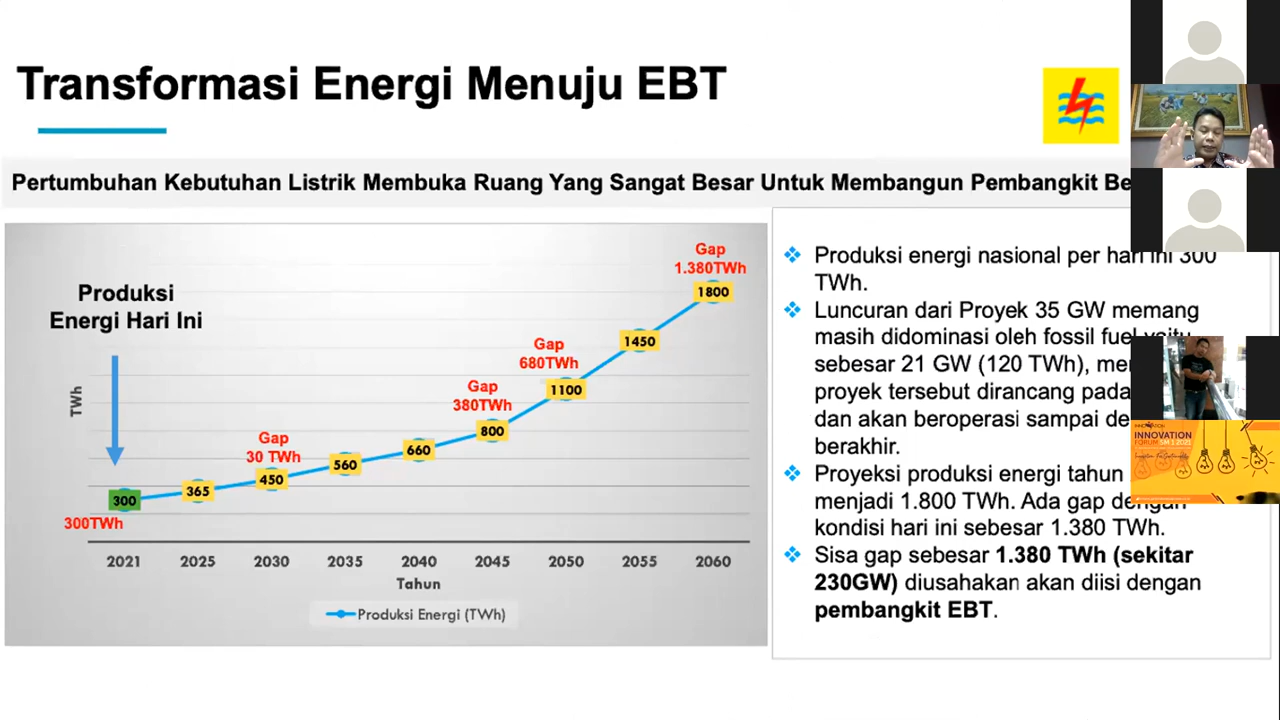 Transformasi Energi Menuju EBT
Pertumbuhan Kebutuhan Listrik Membuka Ruang Yang Sangat Besar Untuk Membangun Pembangkit
Produksi
Energi Hari Ini
TWh
300TWh
300
365
Gap
30 TWh
450
560
660
Gap
380TWh
800
Gap
680TWh
1100
1450
Gap
1.380TWh
1800
2021 2025 2030 2035 2040 2045 2050 2055 2060
Tahun
Produksi Energi (TWh)
Produksi energi nasional per hari ini 300
TWh.
Luncuran dari Proyek 35 GW memang
masih didominasi oleh fossil fuel yaitu
sebesar 21 GW (120 TWh),
proyek tersebut dirancang pada
dan akan beroperasi sampai
berakhir.
Proyeksi produksi energi tahun
menjadi 1.800 TWh. Ada gap dengan
kondisi hari ini sebesar 1.380 TWh.
Sisa gap sebesar 1.380 TWh (sekitar
230GW) diusahakan akan diisi dengan
pembangkit EBT.
INNOVATION
FORUM SM 1 2021